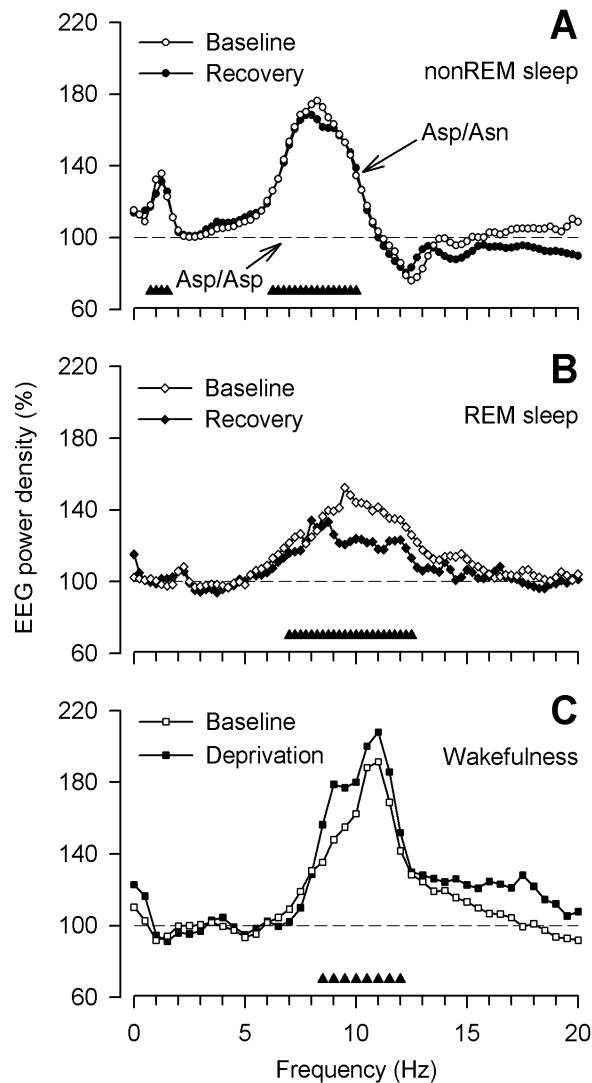 A
nonREM sleep
Baseline
Recovery
220
180
140
100
60
Asp/Asn
Asp/Asp
B
REM sleep
Baseline
Recovery
220
180
140
100
60
EEG power density (%)
C
Wakefulness
Baseline
Deprivation
220
180
140
100
60
0 5 10 15 20
Frequency (Hz)